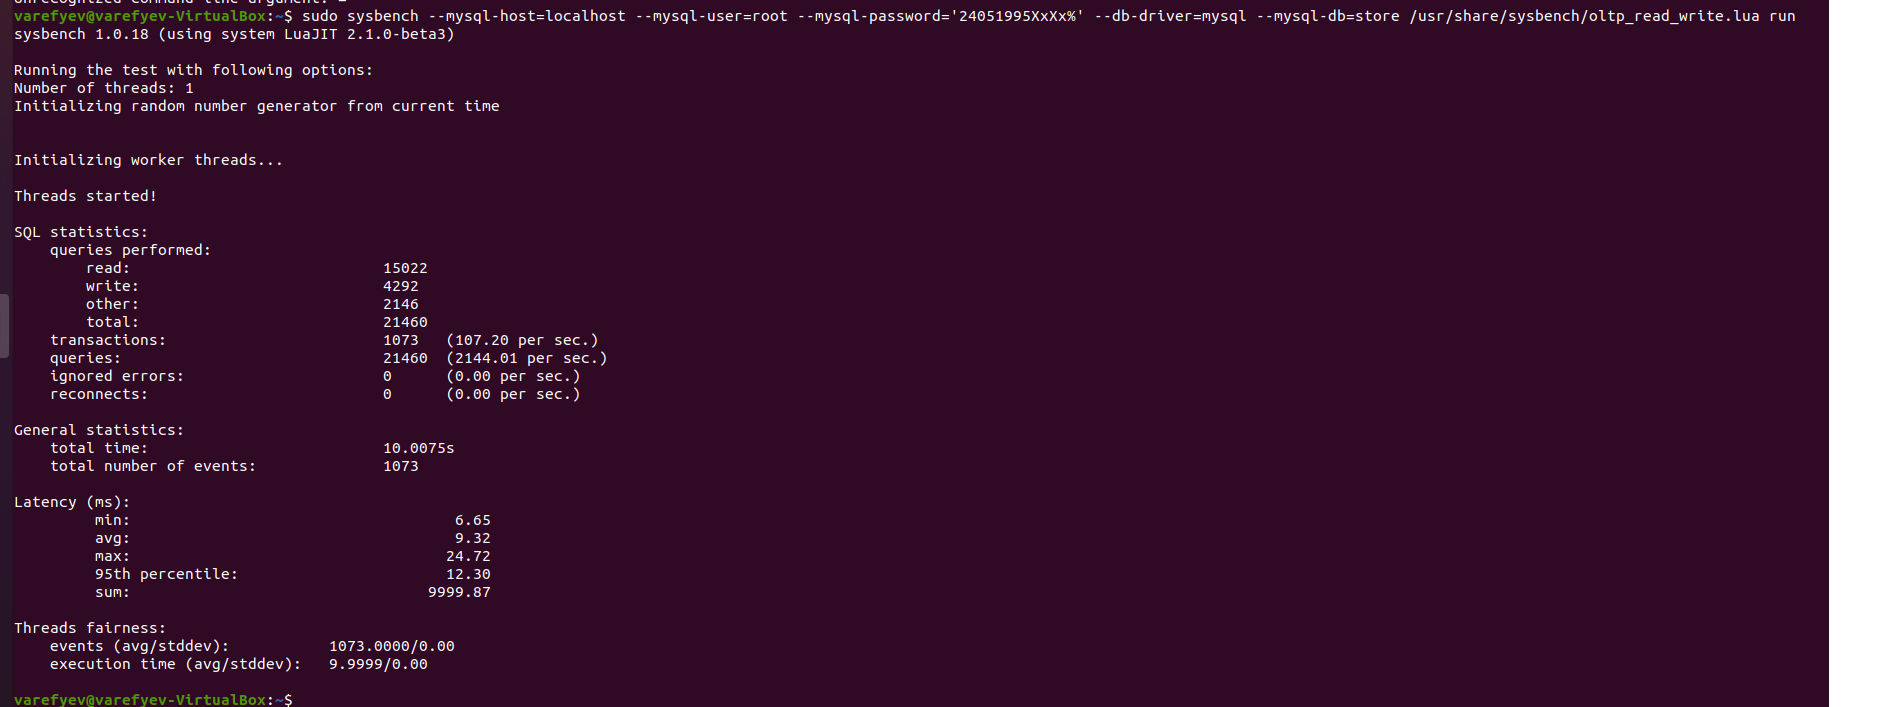 varefyev@varefyev-VirtualBox:~$ sudo sysbench --mysql-host=localhost --mysql-user=root --mysql-password='24051995XxXx%' --db-driver=mysql --mysql-db=store /usr/share/sysbench/oltp_read_write.lua run
sysbench 1.0.18 (using system LuaJIT 2.1.0-beta3)
Running the test with following options:
Number of threads: 1
Initializing random number generator from current time
Initializing worker threads...
Threads started!
SQL statistics:
queries performed:
read: 15022
write: 4292
other: 2146
total: 21460
transactions: 1073 (107.20 per sec.)
queries: 21460 (2144.01 per sec.)
ignored errors: 0 (0.00 per sec.)
reconnects: 0 (0.00 per sec.)
General statistics:
total time: 10.0075s
total number of events: 1073
Latency (ms):
min: 6.65
avg: 9.32
max: 24.72
95th percentile: 12.30
sum: 9999.87
Threads fairness:
events (avg/stddev): 1073.0000/0.00
execution time (avg/stddev): 9.9999/0.00
varefyev@varefyev-VirtualBox:~$